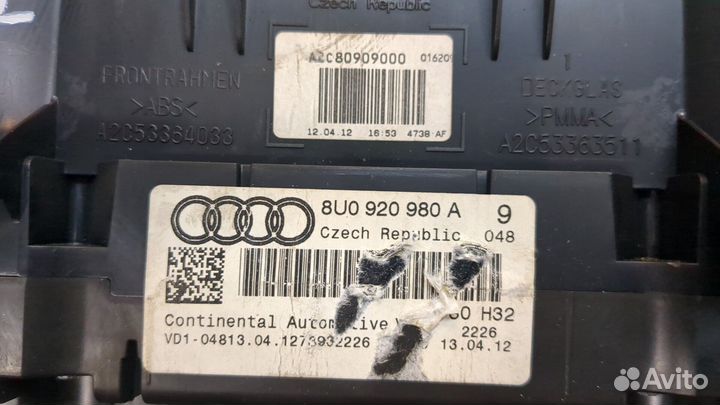 Czech Republic
A2C80909000 01620
12.04.12 16:53 4738-AF
FRONTRAHMEN
>ABS<
A2C53364033
1
DECKGLAS
>PMMA<
A2C53363511
8U0 920 980 A 9
Czech Republic 048
Continental Automotive H32
2226
VD1-04813.04.1273932226 13.04.12
Avito